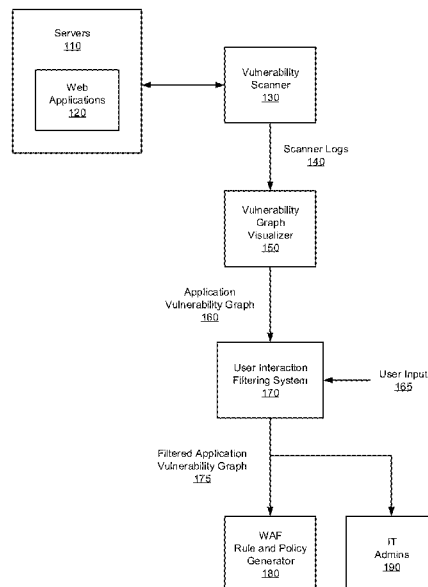 Servers
110
Web
Applications
120
Vulnerability
Scanner
130
Scanner Logs
140
Vulnerability
Graph
Visualizer
150
Application
Vulnerability Graph
160
User Interaction
Filtering System
170
User Input
165
Filtered Application
Vulnerability Graph
175
WAF
Rule and Policy
Generator
180
IT
Admins
190